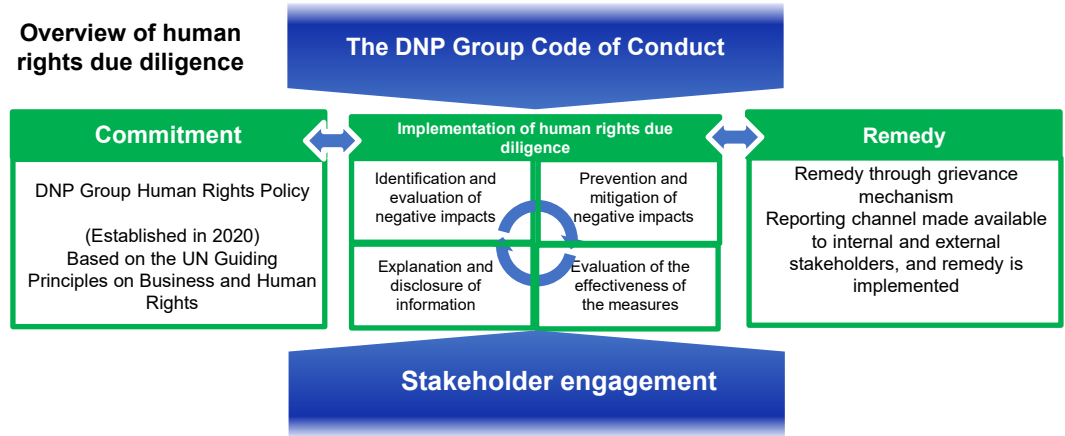 Overview of human
rights due diligence
The DNP Group Code of Conduct
Commitment
DNP Group Human Rights Policy
(Established in 2020)
Based on the UN Guiding
Principles on Business and Human
Rights
Implementation of human rights due
diligence
Identification and
evaluation of
negative impacts
Prevention and
mitigation of
negative impacts
Explanation and
disclosure of
information
Evaluation of the
effectiveness of
the measures
Remedy
Remedy through grievance
mechanism
Reporting channel made available
to internal and external
stakeholders, and remedy is
implemented
Stakeholder engagement